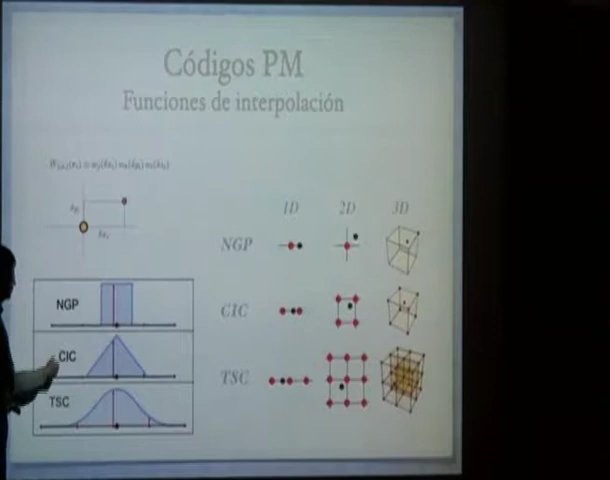 Códigos PM
Funciones de interpolación
1D 2D 3D
NGP
CIC
TSC
NGP
CIC
TSC